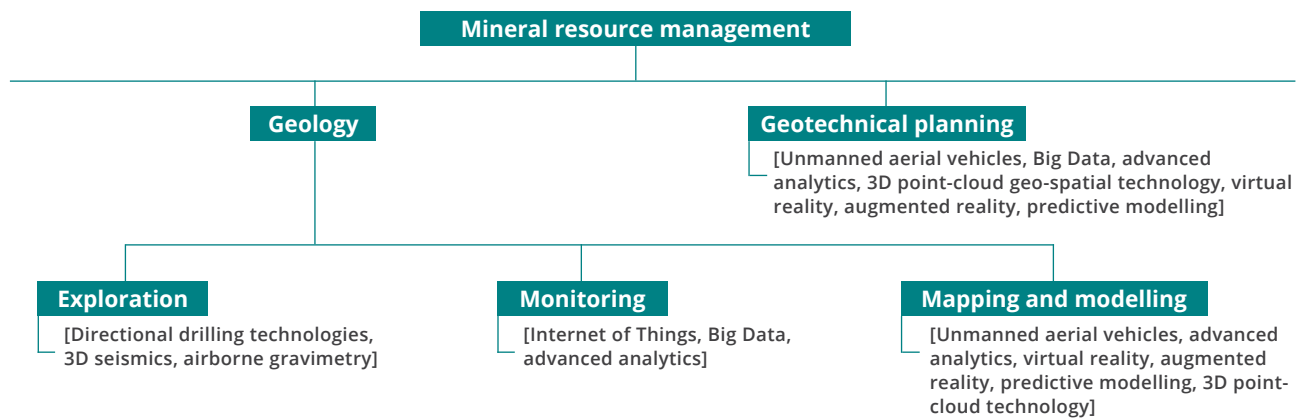 Mineral resource management
Geology
Geotechnical planning
[Unmanned aerial vehicles, Big Data, advanced
analytics, 3D point-cloud geo-spatial technology, virtual
reality, augmented reality, predictive modelling]
Exploration
[Directional drilling technologies,
3D seismics, airborne gravimetry]
Monitoring
[Internet of Things, Big Data,
advanced analytics]
Mapping and modelling
[Unmanned aerial vehicles, advanced
analytics, virtual reality, augmented
reality, predictive modelling, 3D point-
cloud technology]